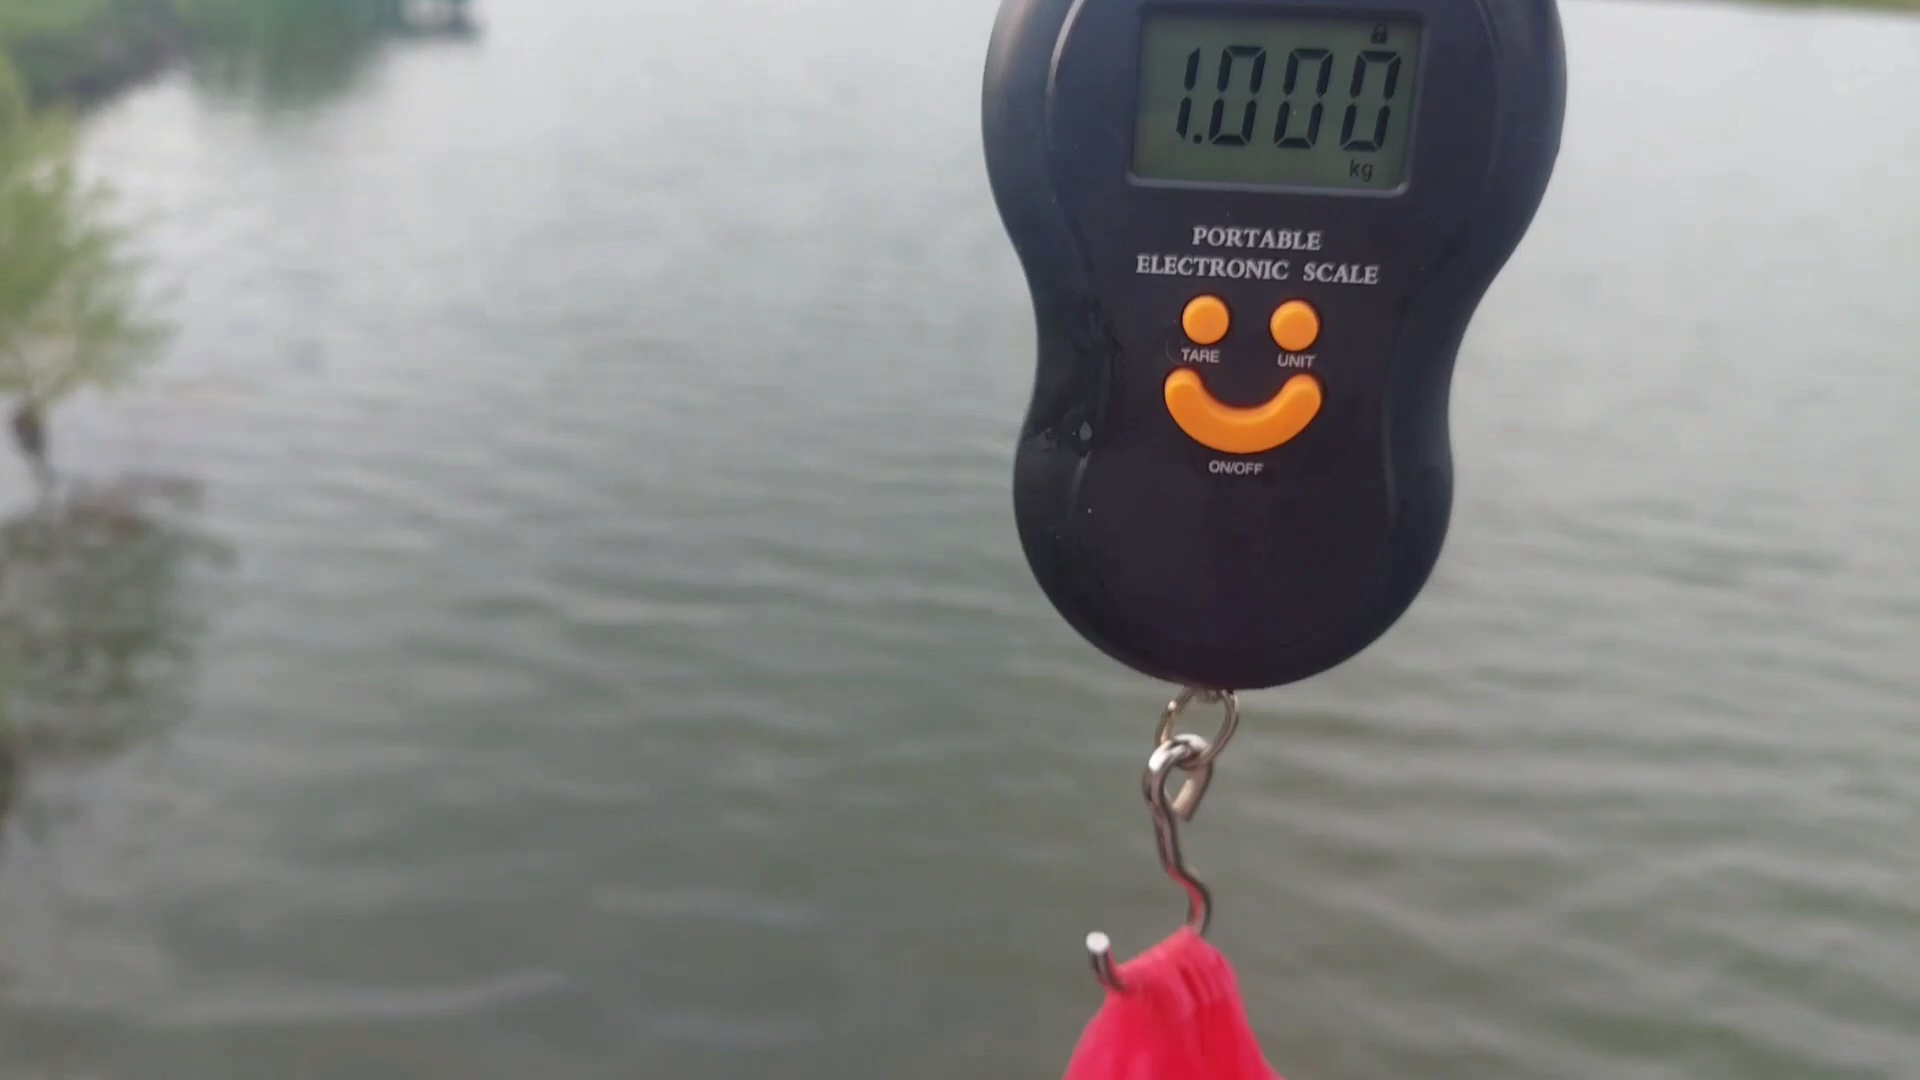 1.000
kg
PORTABLE
ELECTRONIC SCALE
TARE UNIT
ON/OFF